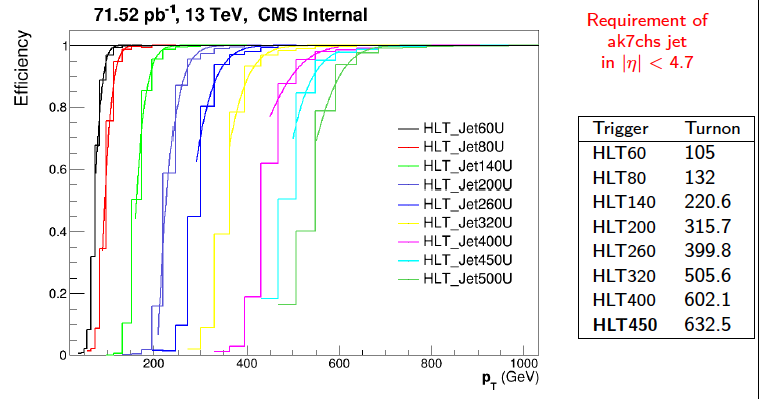 71.52 pb⁻¹, 13 TeV, CMS Internal
Efficiency
1
0.8
0.6
0.4
0.2
0
200
400
600
800
1000
p_T (GeV)
HLT_Jet60U
HLT_Jet80U
HLT_Jet140U
HLT_Jet200U
HLT_Jet260U
HLT_Jet320U
HLT_Jet400U
HLT_Jet450U
HLT_Jet500U
Requirement of
ak7chs jet
in |η| < 4.7
Trigger Turnon
HLT60 105
HLT80 132
HLT140 220.6
HLT200 315.7
HLT260 399.8
HLT320 505.6
HLT400 602.1
HLT450 632.5